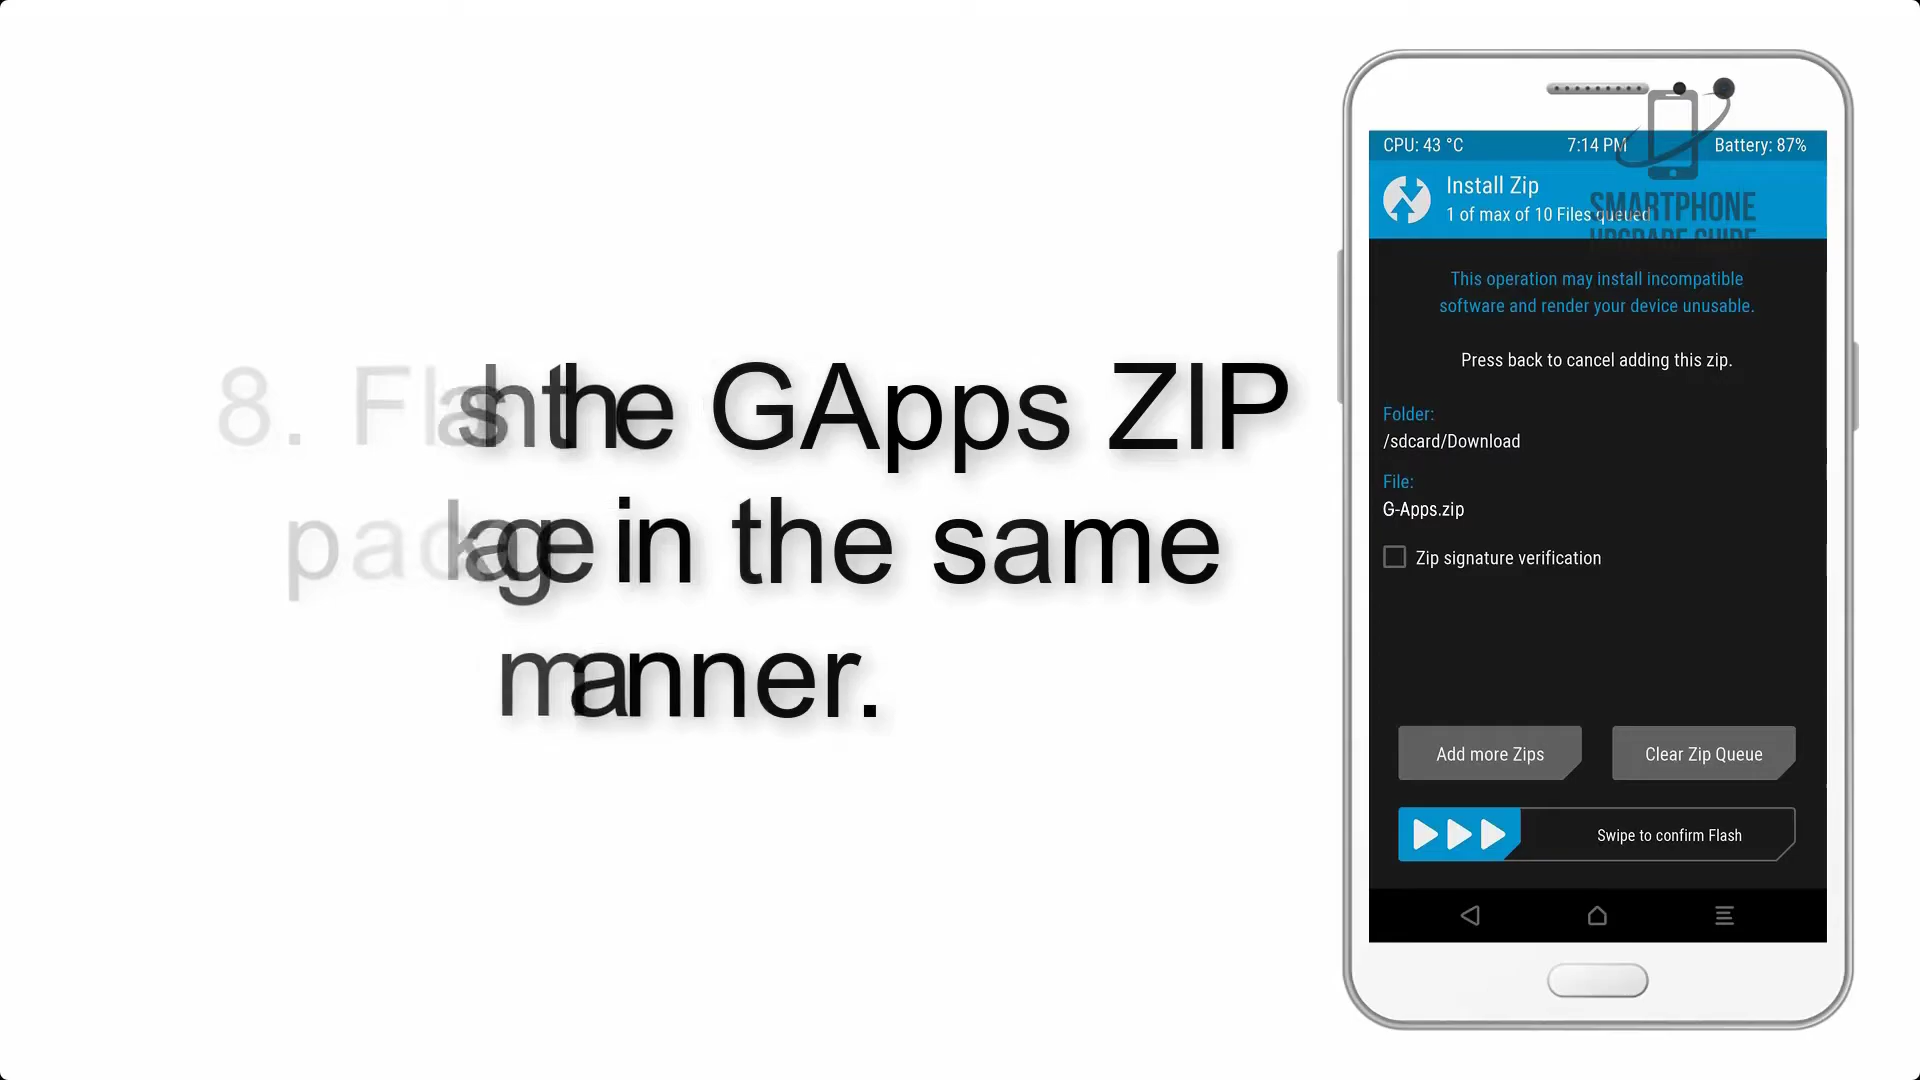 8. Flash the GApps ZIP
package in the same
manner.
CPU: 43 °C 7:14 PM Battery: 87%
Install Zip
1 of max of 10 Files queued
SMARTPHONE
UPGRADE GUIDE
This operation may install incompatible
software and render your device unusable.
Press back to cancel adding this zip.
Folder:
/sdcard/Download
File:
G-Apps.zip
Zip signature verification
Add more Zips Clear Zip Queue
Swipe to confirm Flash